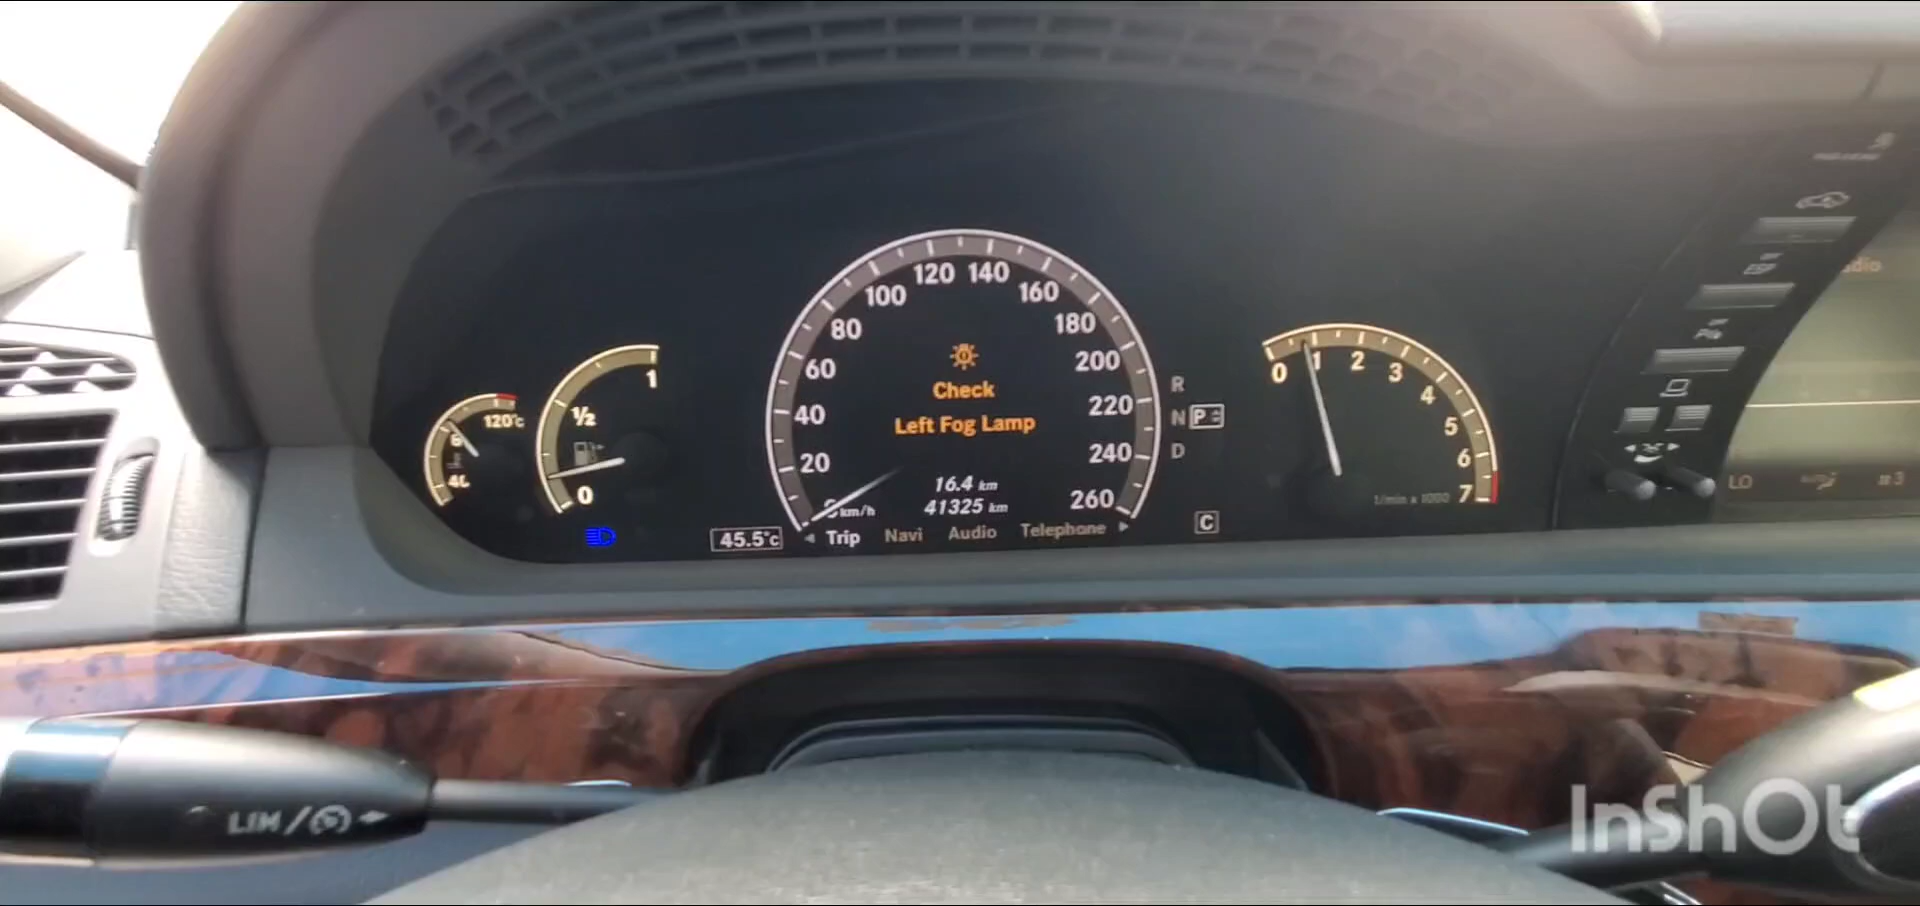 120
140
100
160
80
180
60
200
40
220
20
240
260
km/h
Check
Left Fog Lamp
16.4 km
41325 km
Trip
Navi
Audio
Telephone
120°C
1
½
0
45.5°C
R
N
P
D
C
0
1
2
3
4
5
6
7
1/min x 1000
ESP
LO
LIM/
InShOt